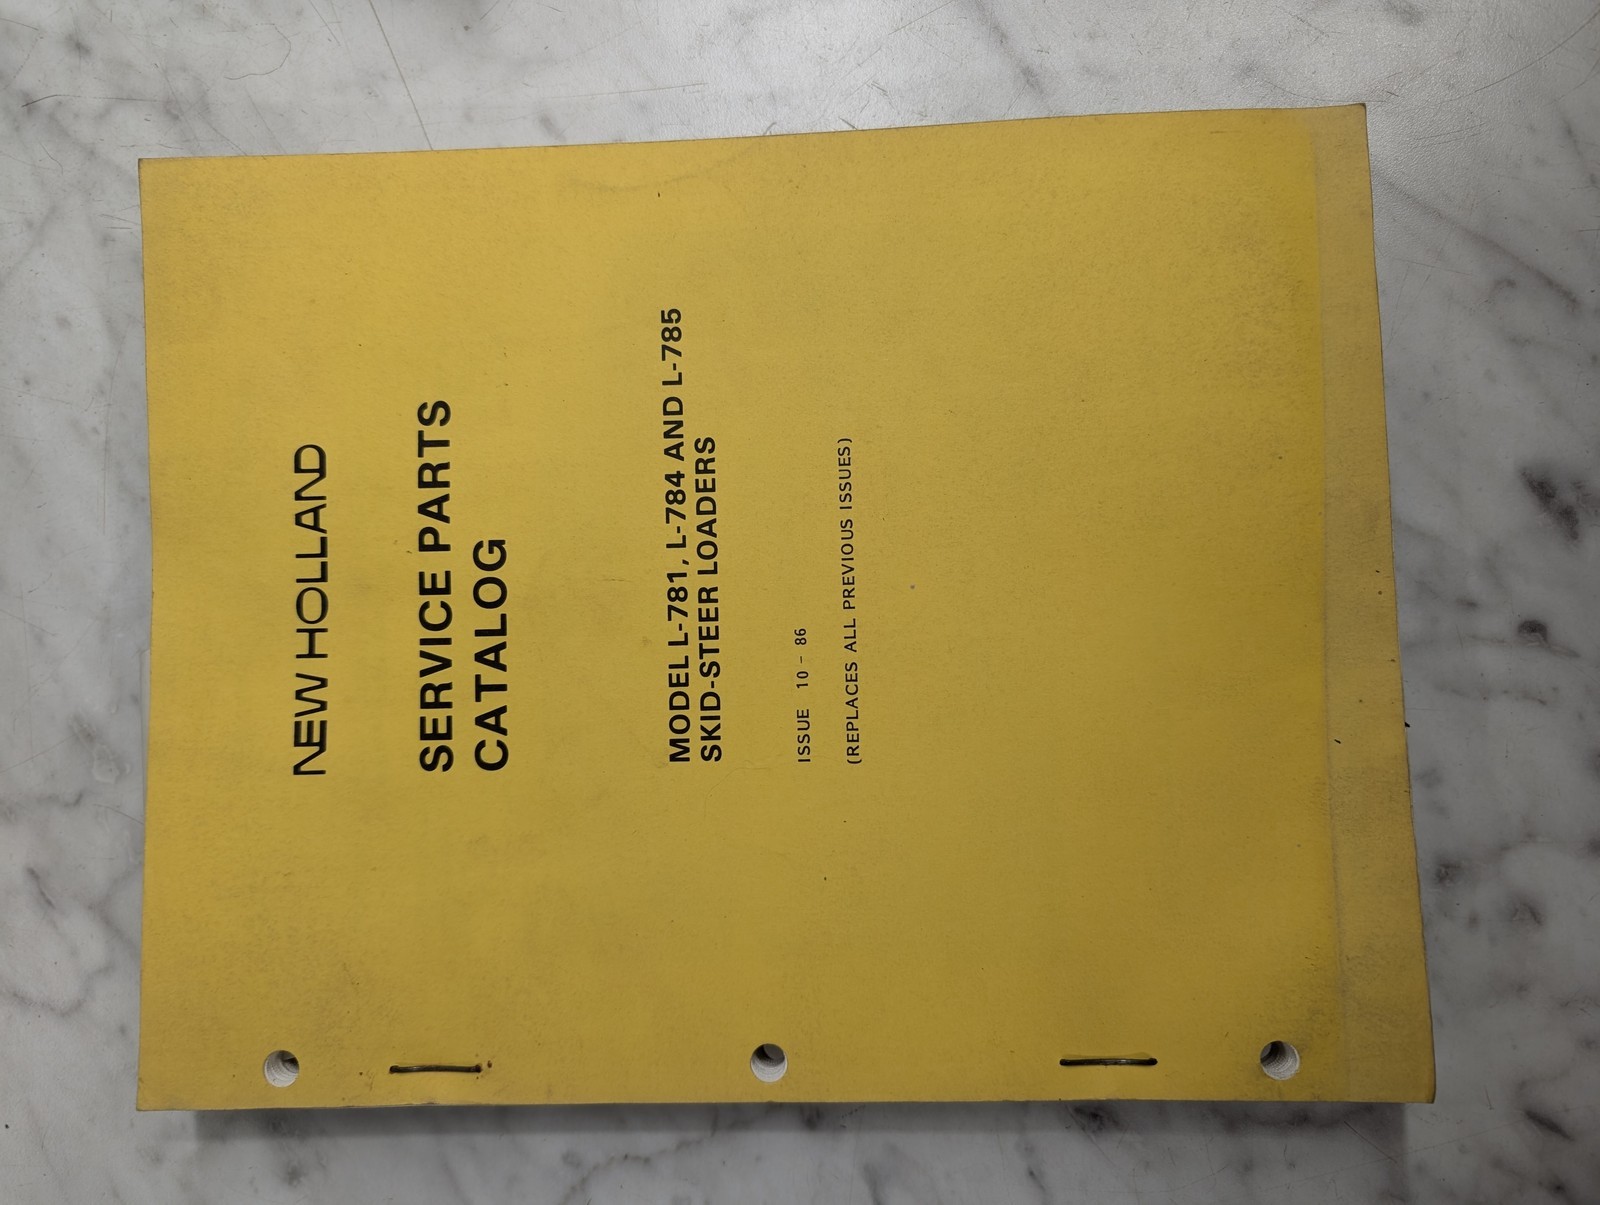 NEW HOLLAND
SERVICE PARTS
CATALOG
MODEL L-781, L-784 AND L-785
SKID-STEER LOADERS
ISSUE 10-86
(REPLACES ALL PREVIOUS ISSUES)